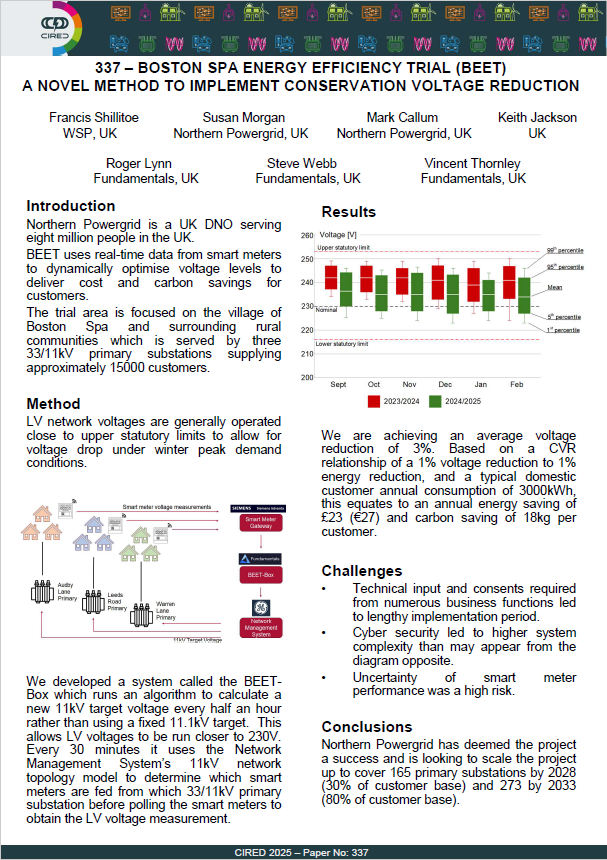 CIRED
337 – BOSTON SPA ENERGY EFFICIENCY TRIAL (BEET)
A NOVEL METHOD TO IMPLEMENT CONSERVATION VOLTAGE REDUCTION
Francis Shillitoe
WSP, UK
Susan Morgan
Northern Powergrid, UK
Mark Callum
Northern Powergrid, UK
Keith Jackson
UK
Roger Lynn
Fundamentals, UK
Steve Webb
Fundamentals, UK
Vincent Thornley
Fundamentals, UK
Introduction
Northern Powergrid is a UK DNO serving
eight million people in the UK.
BEET uses real-time data from smart meters
to dynamically optimise voltage levels to
deliver cost and carbon savings for
customers.
The trial area is focused on the village of
Boston Spa and surrounding rural
communities which is served by three
33/11kV primary substations supplying
approximately 15000 customers.
Method
LV network voltages are generally operated
close to upper statutory limits to allow for
voltage drop under winter peak demand
conditions.
Smart meter voltage measurements
SIEMENS
Siemens Infranta
Smart Meter
Gateway
Fundamentals
BEET-Box
Network
Management
System
Audby
Lane
Primary
Leeds
Road
Primary
Warren
Lane
Primary
11kV Target Voltage
We developed a system called the BEET-
Box which runs an algorithm to calculate a
new 11kV target voltage every half an hour
rather than using a fixed 11.1kV target. This
allows LV voltages to be run closer to 230V.
Every 30 minutes it uses the Network
Management System's 11kV network
topology model to determine which smart
meters are fed from which 33/11kV primary
substation before polling the smart meters to
obtain the LV voltage measurement.
Results
Voltage [V]
260
250
240
230
220
210
200
Upper statutory limit
Nominal
Lower statutory limit
99th percentile
95th percentile
Mean
5th percentile
1st percentile
Sept Oct Nov Dec Jan Feb
2023/2024 2024/2025
We are achieving an average voltage
reduction of 3%. Based on a CVR
relationship of a 1% voltage reduction to 1%
energy reduction, and a typical domestic
customer annual consumption of 3000kWh,
this equates to an annual energy saving of
£23 (€27) and carbon saving of 18kg per
customer.
Challenges
• Technical input and consents required
from numerous business functions led
to lengthy implementation period.
• Cyber security led to higher system
complexity than may appear from the
diagram opposite.
• Uncertainty of smart meter
performance was a high risk.
Conclusions
Northern Powergrid has deemed the project
a success and is looking to scale the project
up to cover 165 primary substations by 2028
(30% of customer base) and 273 by 2033
(80% of customer base).
CIRED 2025 – Paper No: 337